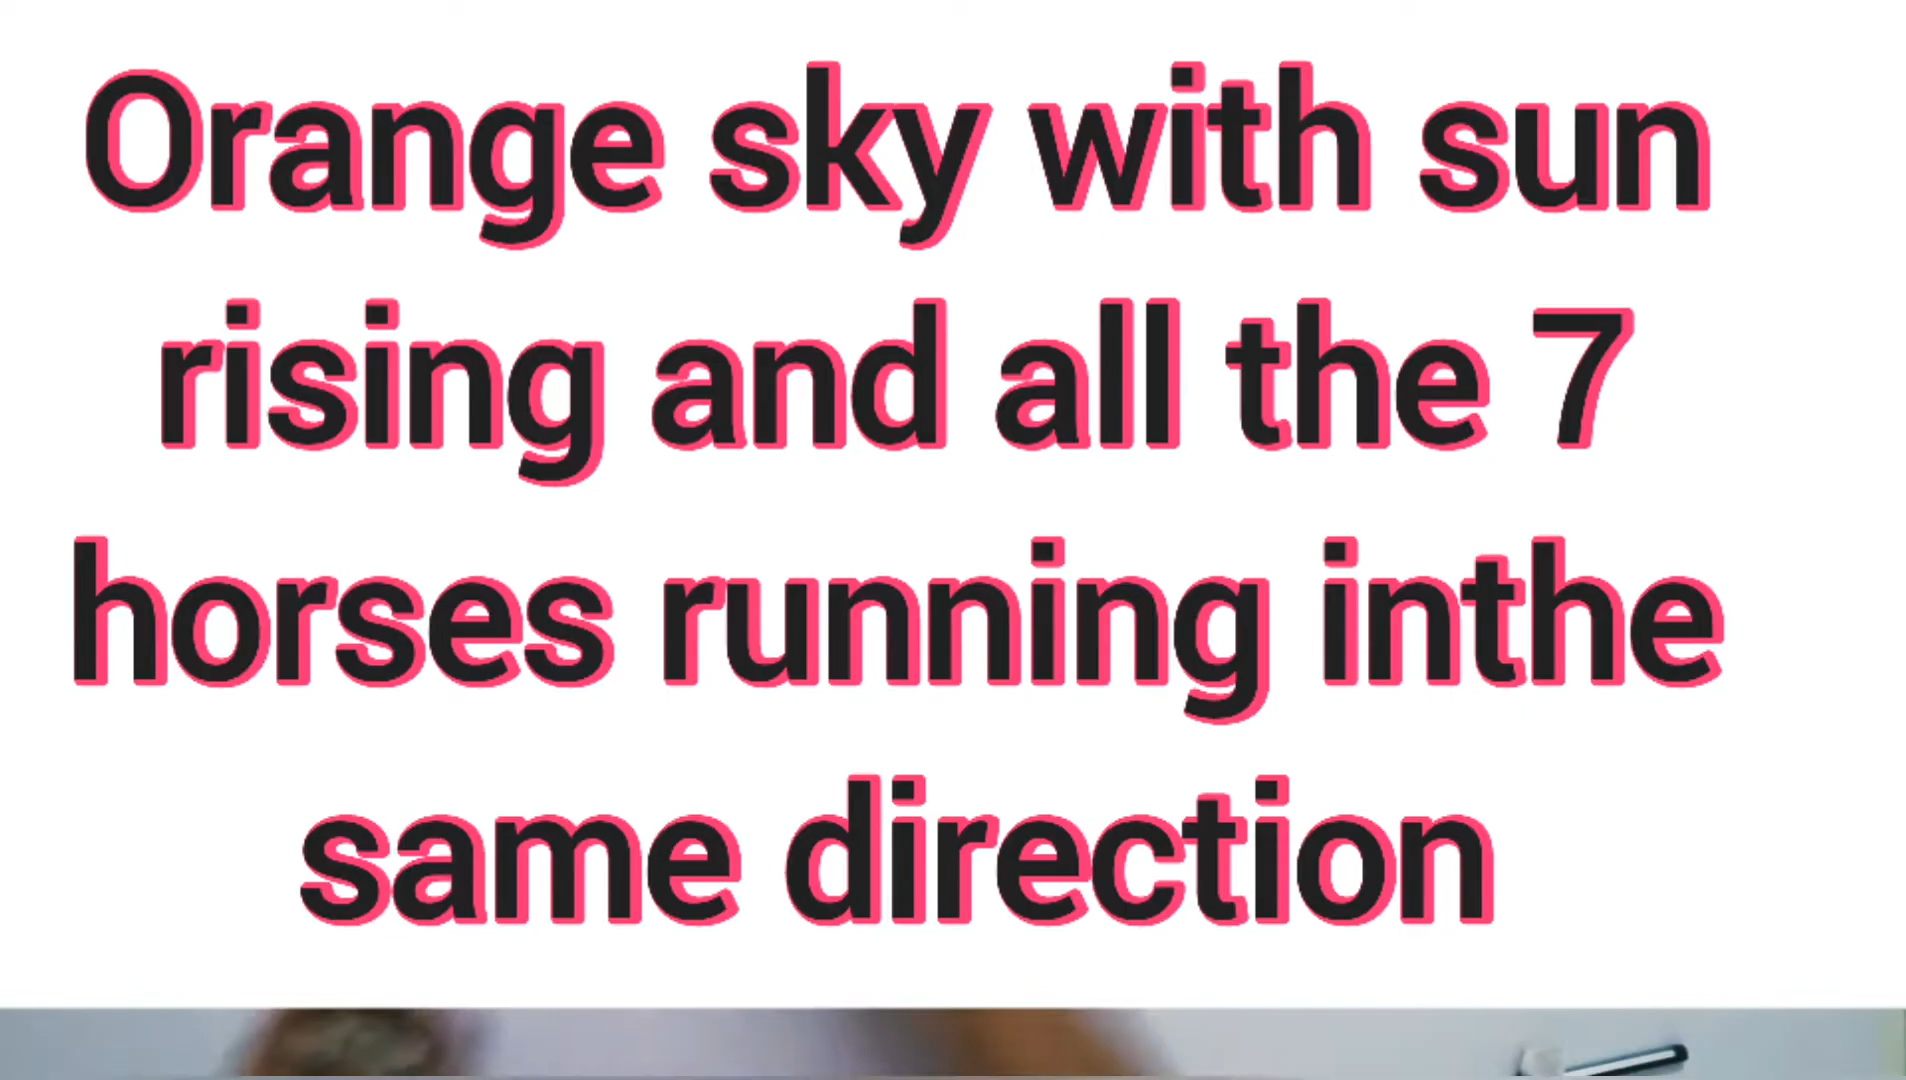 Orange sky with sun
rising and all the 7
horses running inthe
same direction